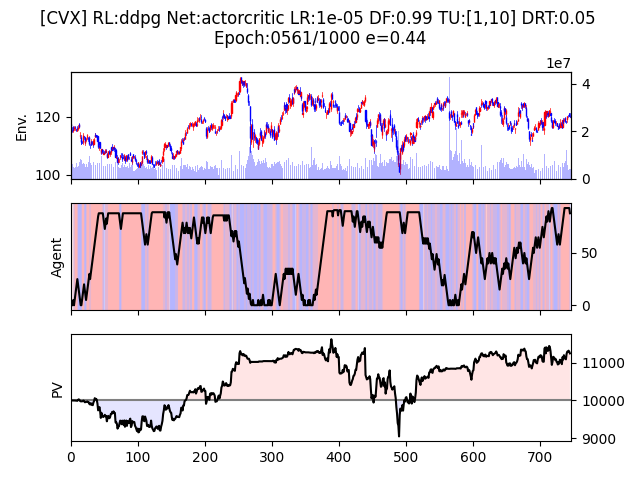 [CVX] RL:ddpg Net:actorcritic LR:1e-05 DF:0.99 TU:[1,10] DRT:0.05
Epoch:0561/1000 e=0.44
1e7
Env.
120
100
4
2
0
Agent
50
0
PV
11000
10000
9000
0 100 200 300 400 500 600 700